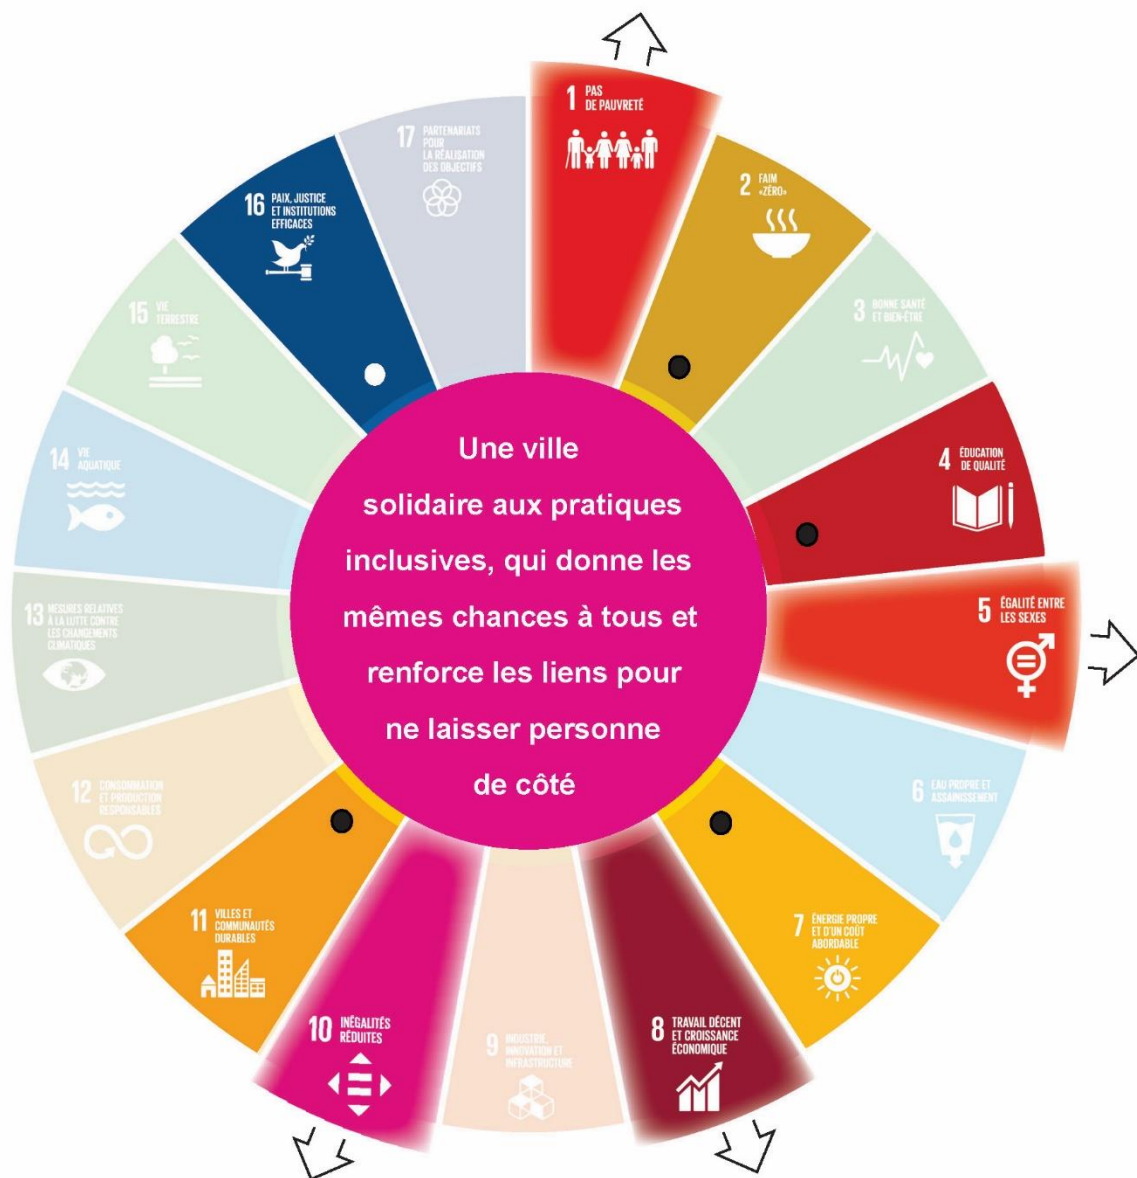 1 PAS
DE PAUVRETÉ
2 FAIM
«ZÉRO»
3 BONNE SANTÉ
ET BIEN-ÊTRE
4 ÉDUCATION
DE QUALITÉ
5 ÉGALITÉ ENTRE
LES SEXES
6 EAU PROPRE ET
ASSAINISSEMENT
7 ÉNERGIE PROPRE
ET D'UN COÛT
ABORDABLE
8 TRAVAIL DÉCENT
ET CROISSANCE
ÉCONOMIQUE
9 INDUSTRIE,
INNOVATION ET
INFRASTRUCTURE
10 INÉGALITÉS
RÉDUITES
11 VILLES ET
COMMUNAUTÉS
DURABLES
12 CONSOMMATION
ET PRODUCTION
RESPONSABLES
13 MESURES RELATIVES
À LA LUTTE CONTRE
LES CHANGEMENTS
CLIMATIQUES
14 VIE
AQUATIQUE
15 VIE
TERRESTRE
16 PAIX, JUSTICE
ET INSTITUTIONS
EFFICACES
17 PARTENARIATS
POUR
LA RÉALISATION
DES OBJECTIFS
Une ville
solidaire aux pratiques
inclusives, qui donne les
mêmes chances à tous et
renforce les liens pour
ne laisser personne
de côté